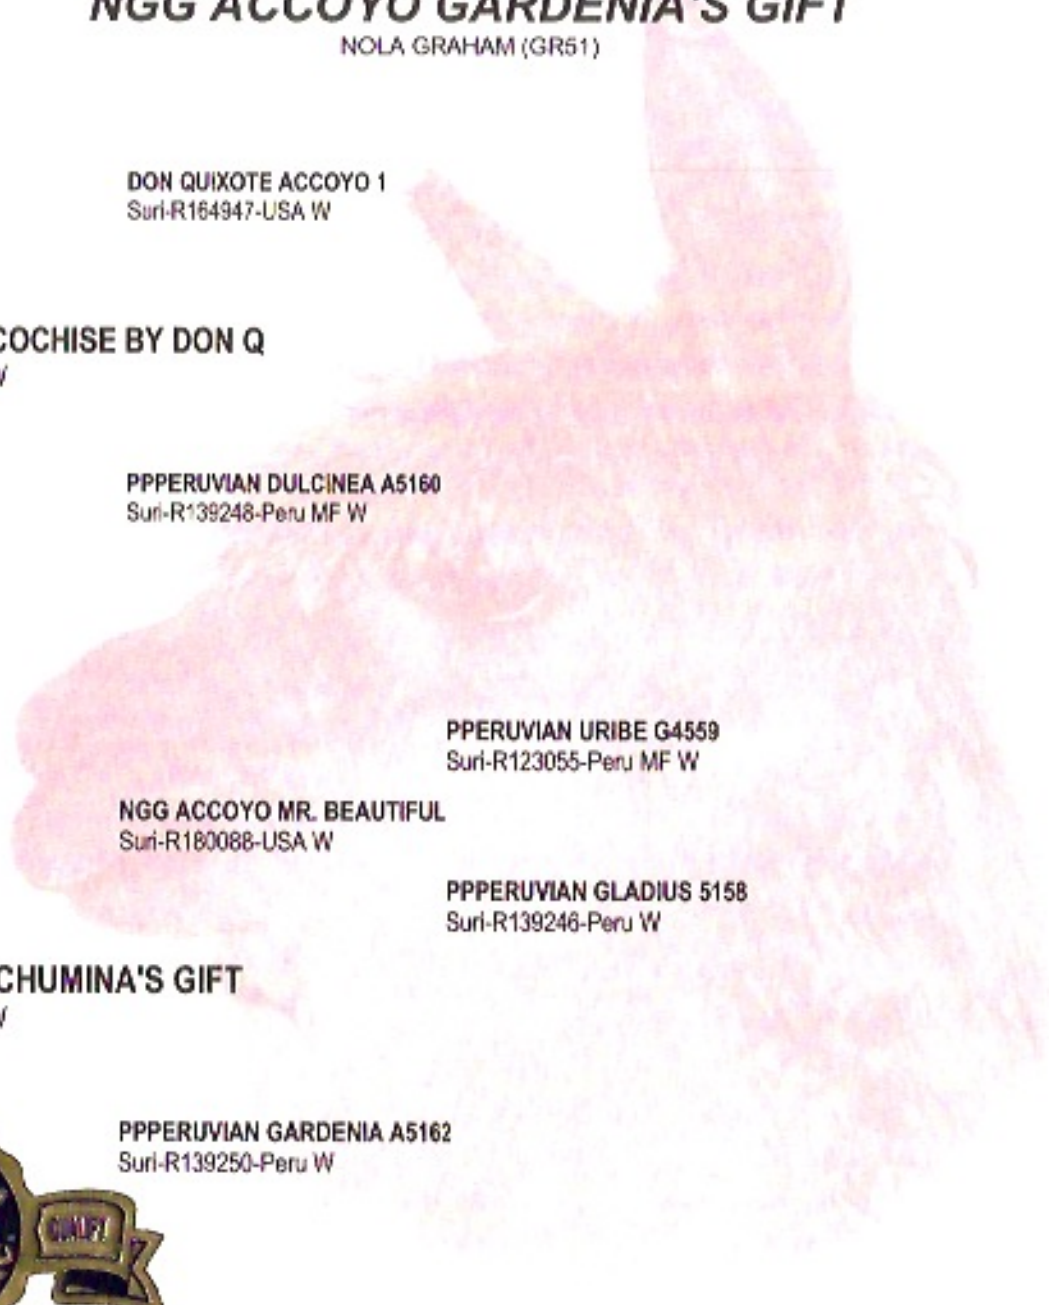 NGG ACCOYO GARDENIA'S GIFT
NOLA GRAHAM (GR51)
DON QUIXOTE ACCOYO 1
Suri-R164947-USA W
COCHISE BY DON Q
W
PPPERUVIAN DULCINEA A5160
Suri-R139248-Peru MF W
PPERUVIAN URIBE G4559
Suri-R123055-Peru MF W
NGG ACCOYO MR. BEAUTIFUL
Suri-R180088-USA W
PPPERUVIAN GLADIUS 5158
Suri-R139246-Peru W
CHUMINA'S GIFT
W
PPPERUVIAN GARDENIA A5162
Suri-R139250-Peru W